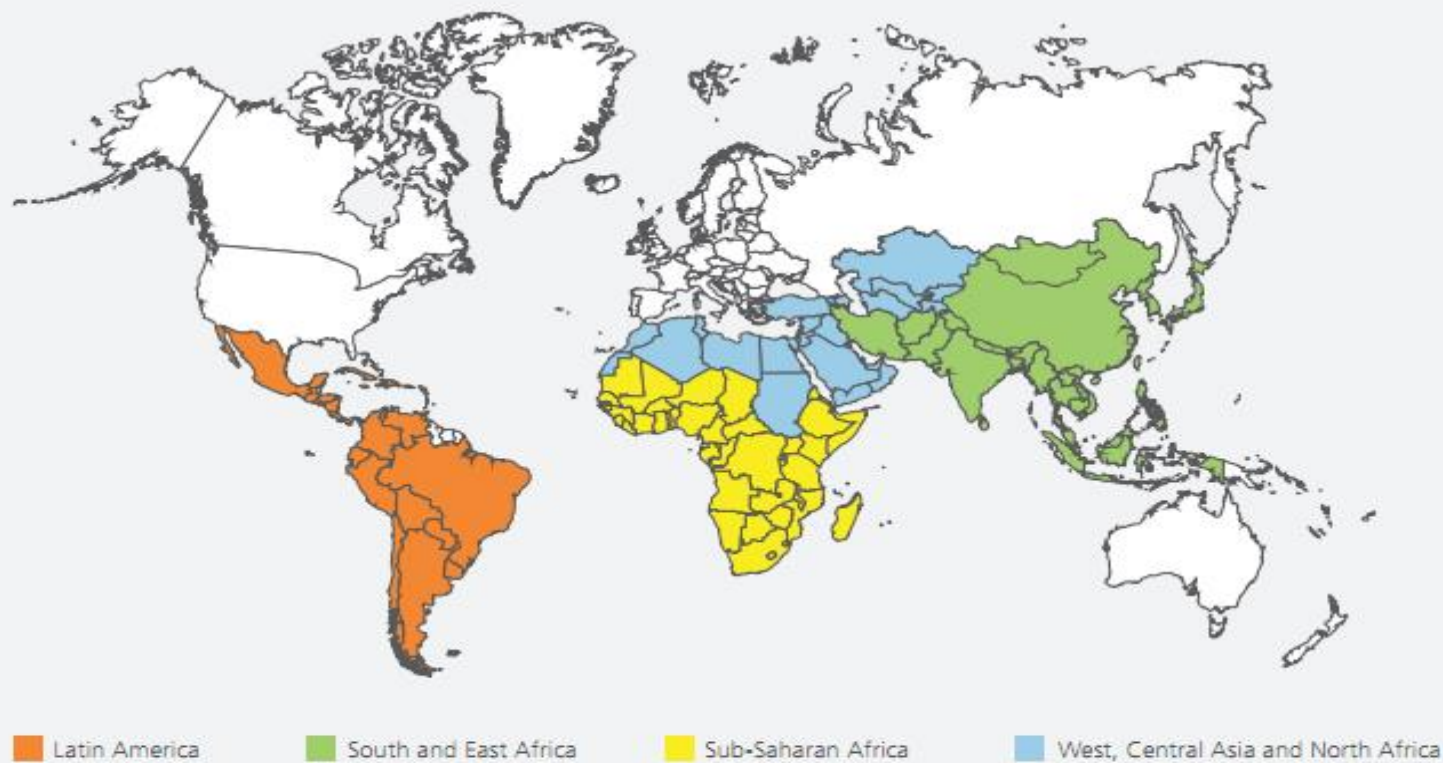 Latin America
South and East Africa
Sub-Saharan Africa
West, Central Asia and North Africa